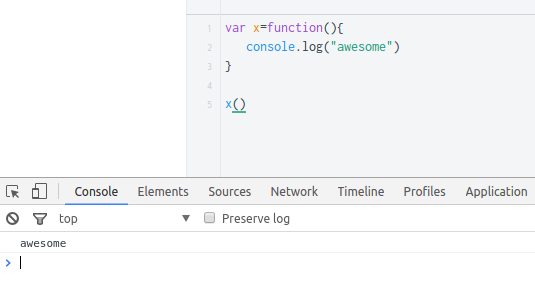 1 var x=function(){
2 console.log("awesome")
3 }
4
5 x()
Console Elements Sources Network Timeline Profiles Application
top ▼ Preserve log
awesome
>